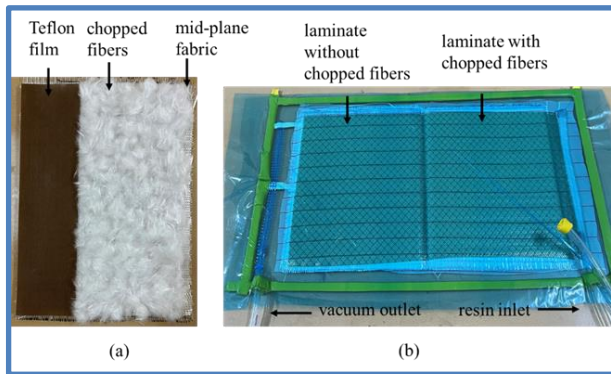 Teflon
film
chopped
fibers
mid-plane
fabric
laminate
without
chopped fibers
laminate with
chopped fibers
vacuum outlet
resin inlet
(a)
(b)